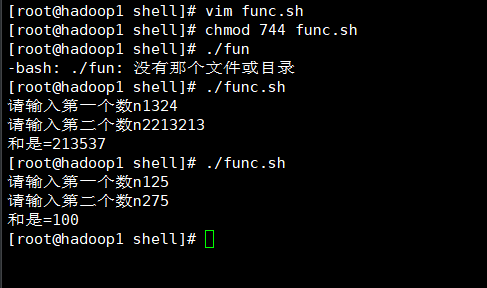 [root@hadoop1 shell]# vim func.sh
[root@hadoop1 shell]# chmod 744 func.sh
[root@hadoop1 shell]# ./fun
-bash: ./fun: 没有那个文件或目录
[root@hadoop1 shell]# ./func.sh
请输入第一个数n1324
请输入第二个数n2213213
和是=213537
[root@hadoop1 shell]# ./func.sh
请输入第一个数n125
请输入第二个数n275
和是=100
[root@hadoop1 shell]#